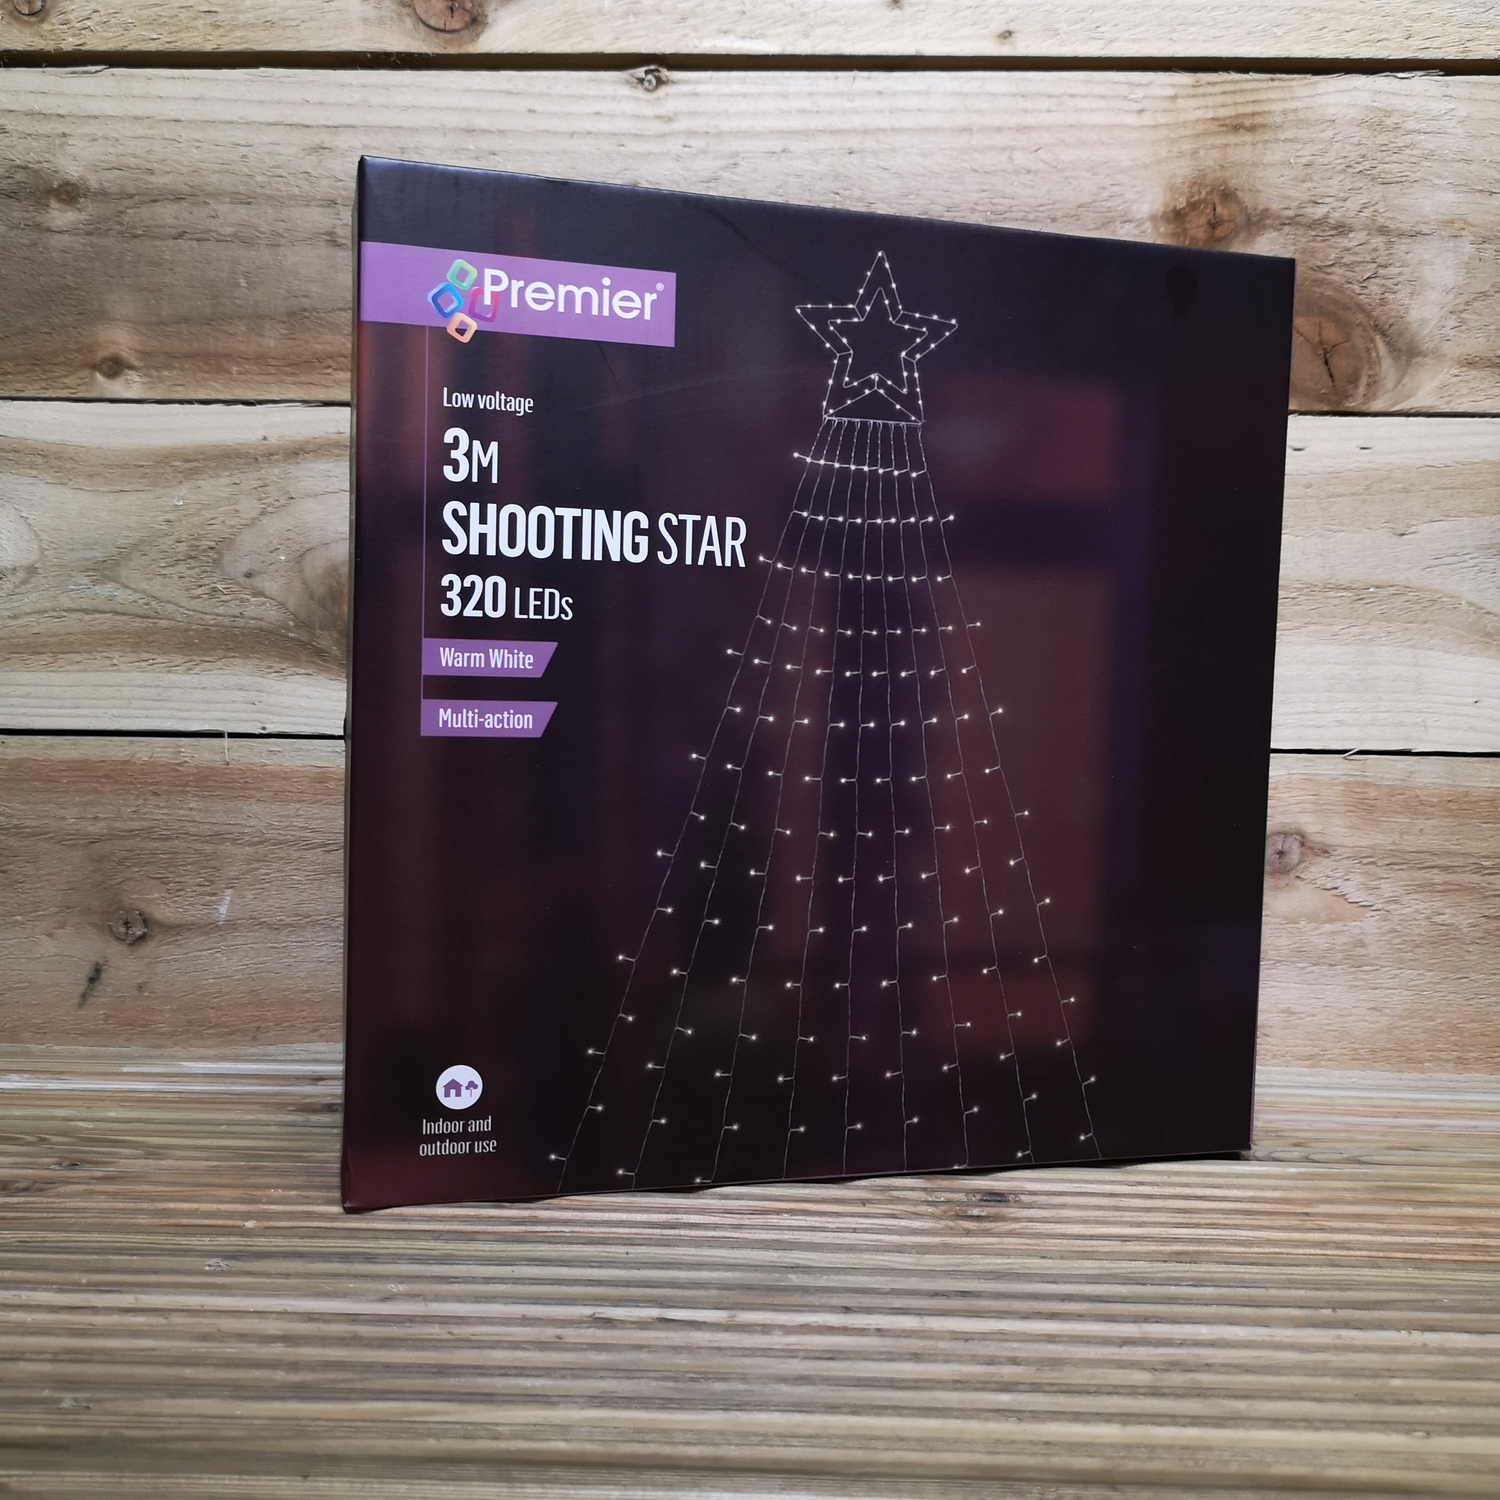 Premier®
Low voltage
3M
SHOOTING STAR
320 LEDs
Warm White
Multi-action
Indoor and
outdoor use